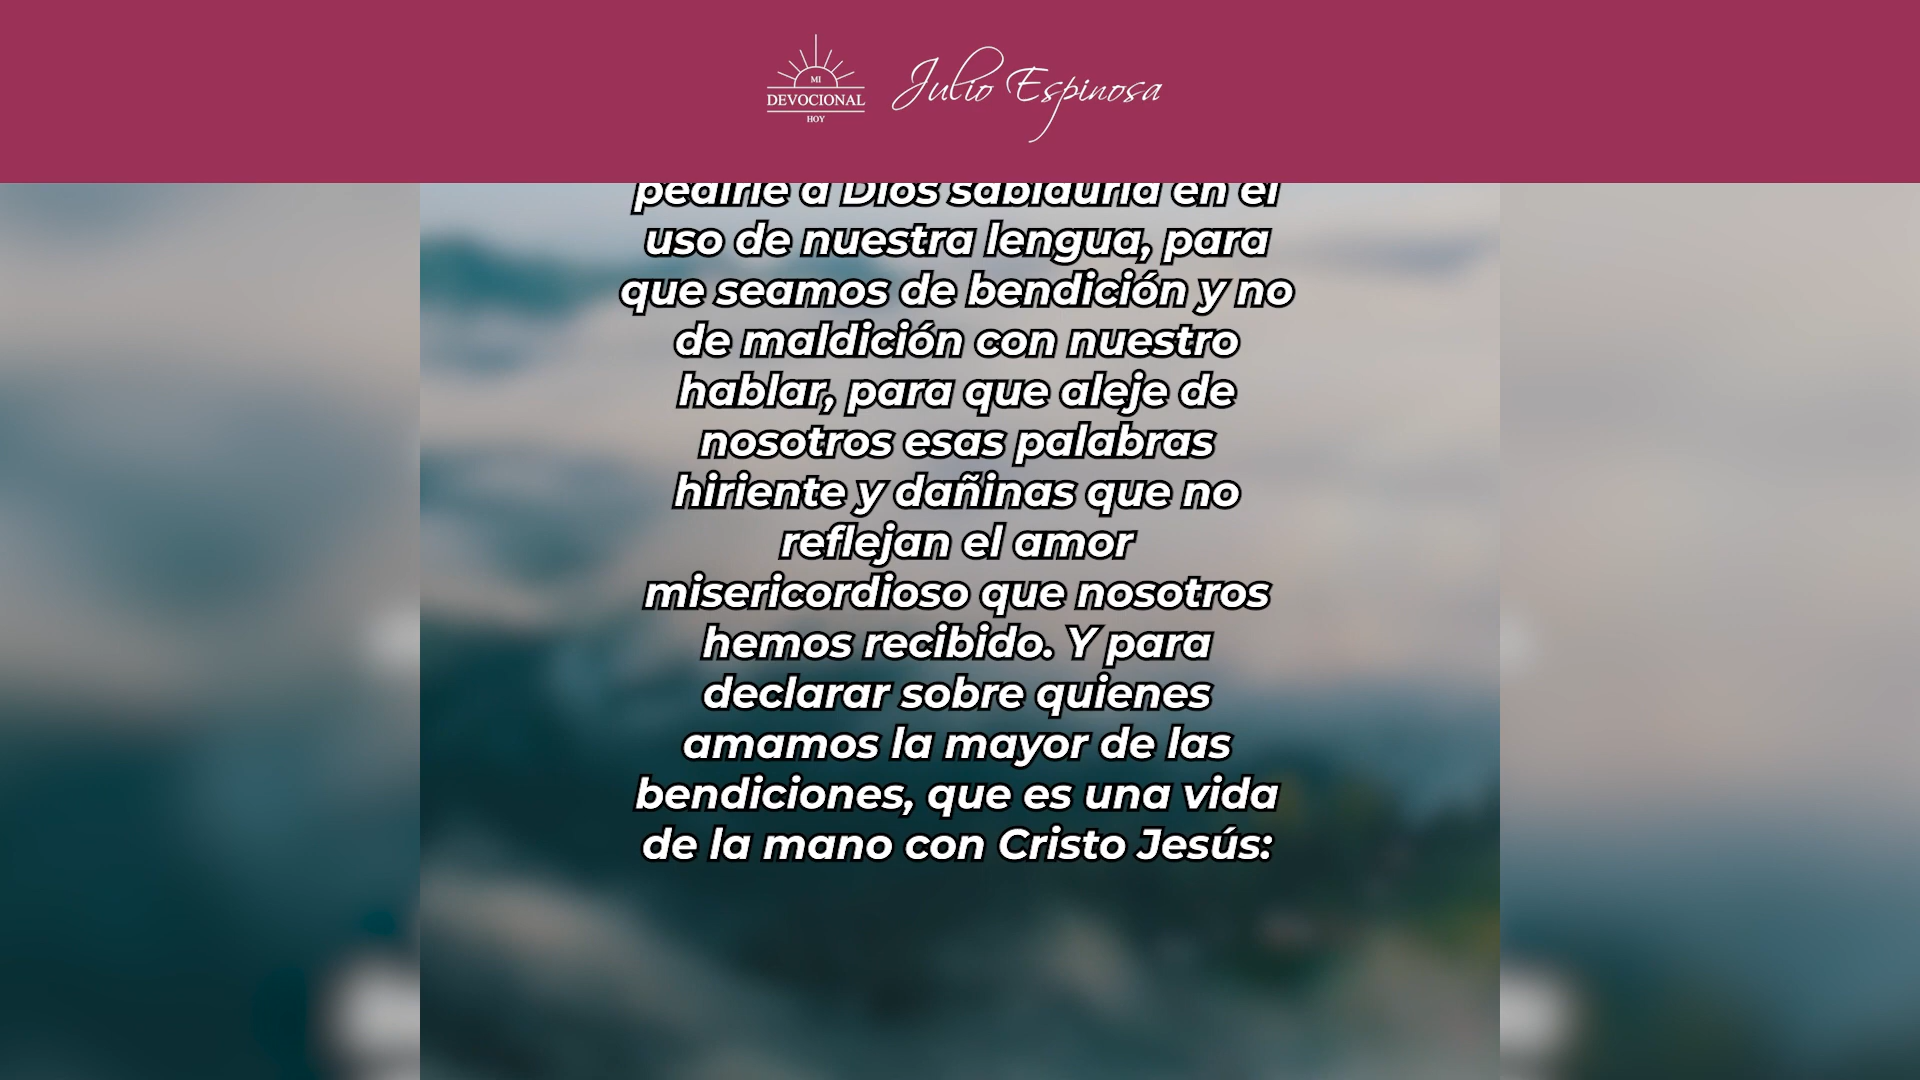 MI
DEVOCIONAL
HOY
Julio Espinosa
pedirle a Dios sabiduría en el
uso de nuestra lengua, para
que seamos de bendición y no
de maldición con nuestro
hablar, para que aleje de
nosotros esas palabras
hiriente y dañinas que no
reflejan el amor
misericordioso que nosotros
hemos recibido. Y para
declarar sobre quienes
amamos la mayor de las
bendiciones, que es una vida
de la mano con Cristo Jesús: